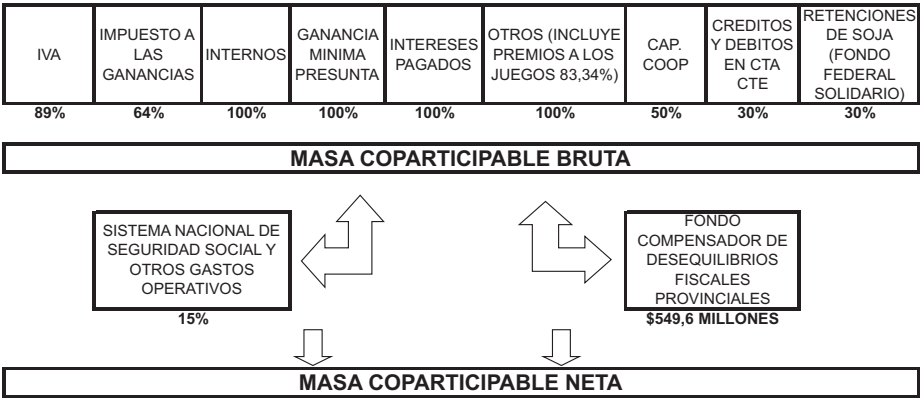 IVA
IMPUESTO A
LAS
GANANCIAS
INTERNOS
GANANCIA
MINIMA
PRESUNTA
INTERESES
PAGADOS
OTROS (INCLUYE
PREMIOS A LOS
JUEGOS 83,34%)
CAP.
COOP
CREDITOS
Y DEBITOS
EN CTA
CTE
RETENCIONES
DE SOJA
(FONDO
FEDERAL
SOLIDARIO)
89% 64% 100% 100% 100% 100% 50% 30% 30%
MASA COPARTICIPABLE BRUTA
SISTEMA NACIONAL DE
SEGURIDAD SOCIAL Y
OTROS GASTOS
OPERATIVOS
15%
FONDO
COMPENSADOR DE
DESEQUILIBRIOS
FISCALES
PROVINCIALES
$549,6 MILLONES
MASA COPARTICIPABLE NETA